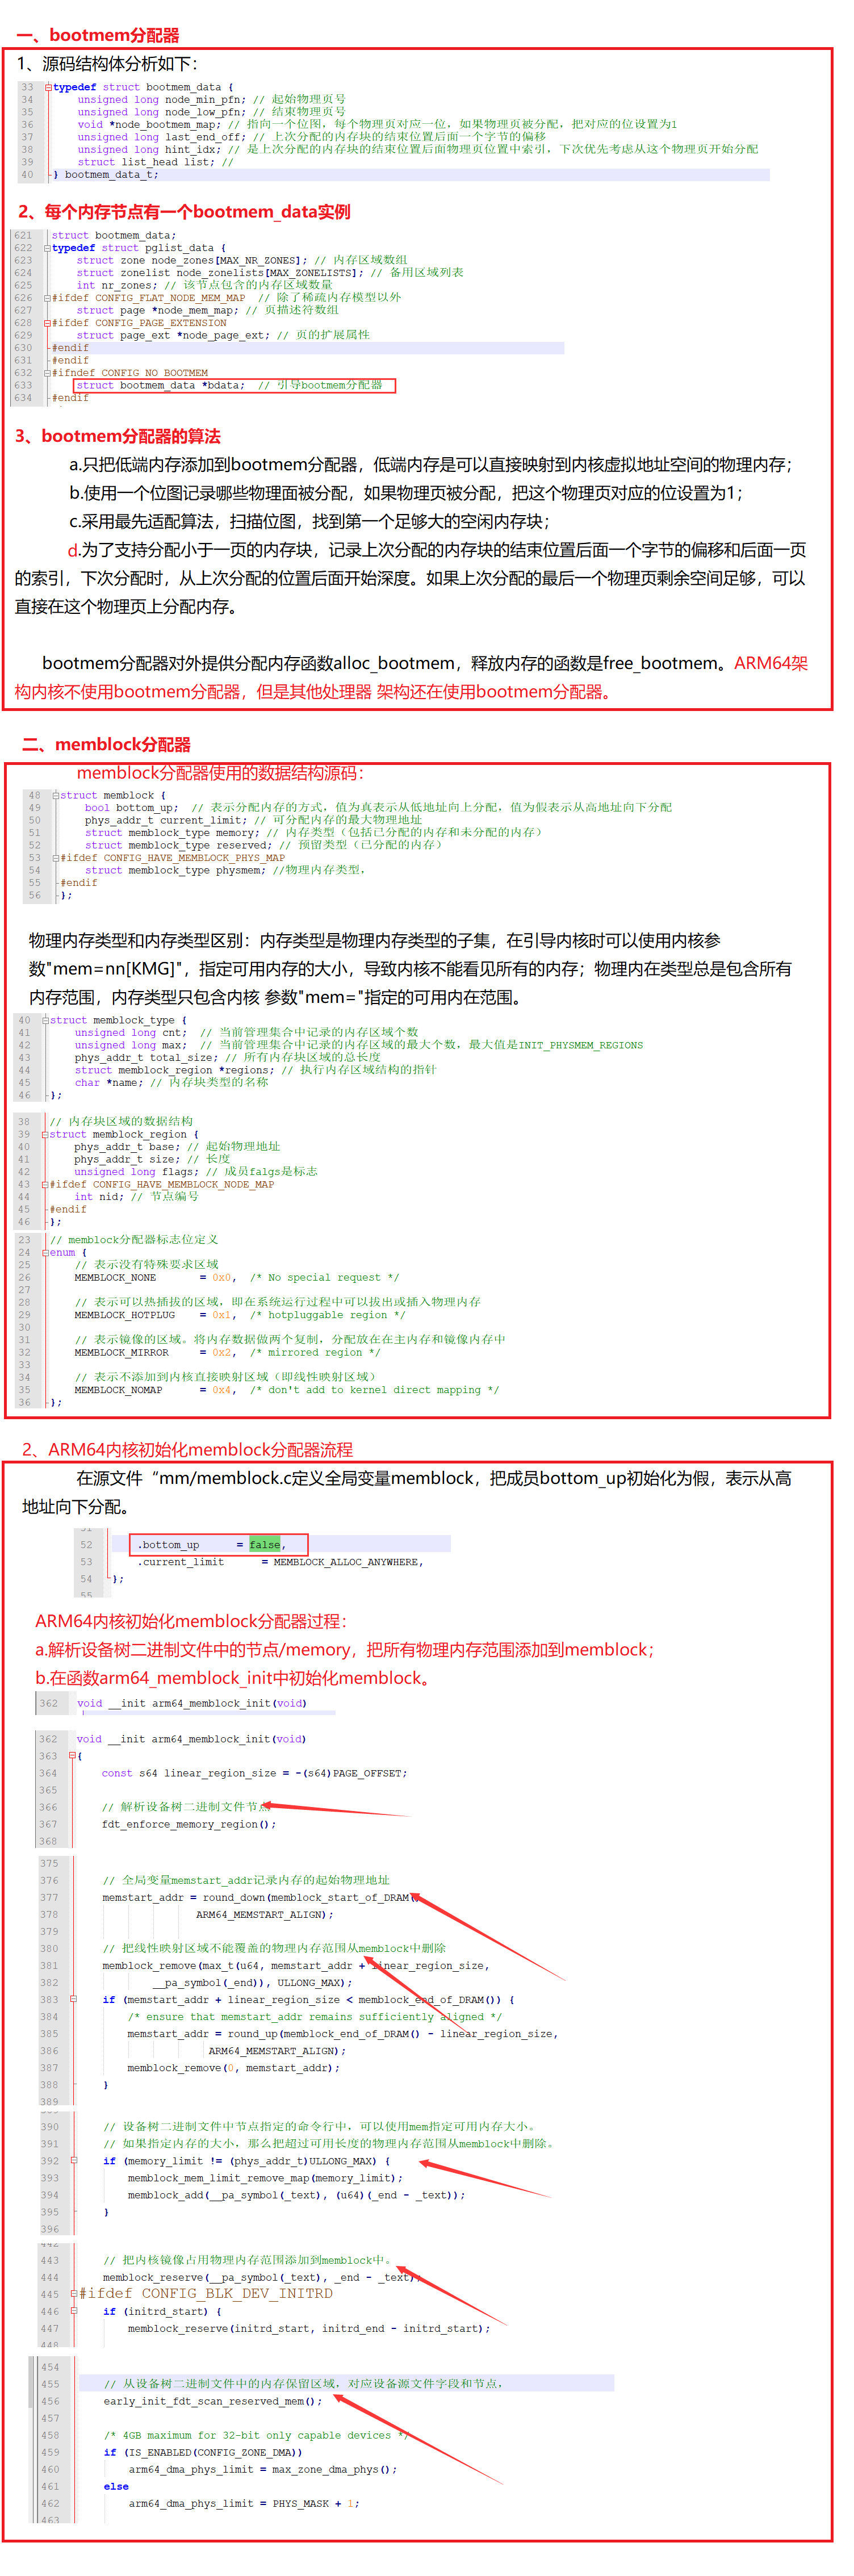 一、bootmem分配器
1、源码结构体分析如下：
33 typedef struct bootmem_data {
34 unsigned long node_min_pfn; // 起始物理页号
35 unsigned long node_low_pfn; // 结束物理页号
36 void *node_bootmem_map; // 指向一个位图，每个物理页对应一位，如果物理页被分配，把对应的位设置为1
37 unsigned long last_end_off; // 上次分配的内存块的结束位置后面一个字节的偏移
38 unsigned long hint_idx; // 是上次分配的内存块的结束位置后面物理页位置中索引，下次优先考虑从这个物理页开始分配
39 struct list_head list; //
40 } bootmem_data_t;
2、每个内存节点有一个bootmem_data实例
621 struct bootmem_data;
622 typedef struct pglist_data {
623 struct zone node_zones[MAX_NR_ZONES]; // 内存区域数组
624 struct zonelist node_zonelists[MAX_ZONELISTS]; // 备用区域列表
625 int nr_zones; // 该节点包含的内存区域数量
626 #ifdef CONFIG_FLAT_NODE_MEM_MAP // 除了稀疏内存模型以外
627 struct page *node_mem_map; // 页描述符数组
628 #ifdef CONFIG_PAGE_EXTENSION
629 struct page_ext *node_page_ext; // 页的扩展属性
630 #endif
631 #endif
632 #ifndef CONFIG_NO_BOOTMEM
633 struct bootmem_data *bdata; // 引导bootmem分配器
634 #endif
3、bootmem分配器的算法
a.只把低端内存添加到bootmem分配器，低端内存是可以直接映射到内核虚拟地址空间的物理内存；
b.使用一个位图记录哪些物理面被分配，如果物理页被分配，把这个物理页对应的位设置为1；
c.采用最先适配算法，扫描位图，找到第一个足够大的空闲内存块；
d.为了支持分配小于一页的内存块，记录上次分配的内存块的结束位置后面一个字节的偏移和后面一页
的索引，下次分配时，从上次分配的位置后面开始深度。如果上次分配的最后一个物理页剩余空间足够，可以
直接在这个物理页上分配内存。
bootmem分配器对外提供分配内存函数alloc_bootmem，释放内存的函数是free_bootmem。ARM64架
构内核不使用bootmem分配器，但是其他处理器 架构还在使用bootmem分配器。
二、memblock分配器
memblock分配器使用的数据结构源码：
48 struct memblock {
49 bool bottom_up; // 表示分配内存的方式，值为真表示从低地址向上分配，值为假表示从高地址向下分配
50 phys_addr_t current_limit; // 可分配内存的最大物理地址
51 struct memblock_type memory; // 内存类型（包括已分配的内存和未分配的内存）
52 struct memblock_type reserved; // 预留类型（已分配的内存）
53 #ifdef CONFIG_HAVE_MEMBLOCK_PHYS_MAP
54 struct memblock_type physmem; //物理内存类型，
55 #endif
56 };
物理内存类型和内存类型区别：内存类型是物理内存类型的子集，在引导内核时可以使用内核参
数"mem=nn[KMG]"，指定可用内存的大小，导致内核不能看见所有的内存；物理内在类型总是包含所有
内存范围，内存类型只包含内核 参数"mem="指定的可用内在范围。
40 struct memblock_type {
41 unsigned long cnt; // 当前管理集合中记录的内存区域个数
42 unsigned long max; // 当前管理集合中记录的内存区域的最大个数，最大值是INIT_PHYSMEM_REGIONS
43 phys_addr_t total_size; // 所有内存块区域的总长度
44 struct memblock_region *regions; // 执行内存区域结构的指针
45 char *name; // 内存块类型的名称
46 };
38 // 内存块区域的数据结构
39 struct memblock_region {
40 phys_addr_t base; // 起始物理地址
41 phys_addr_t size; // 长度
42 unsigned long flags; // 成员falgs是标志
43 #ifdef CONFIG_HAVE_MEMBLOCK_NODE_MAP
44 int nid; // 节点编号
45 #endif
46 };
23 // memblock分配器标志位定义
24 enum {
25 // 表示没有特殊要求区域
26 MEMBLOCK_NONE = 0x0, /* No special request */
27
28 // 表示可以热插拔的区域，即在系统运行过程中可以拔出或插入物理内存
29 MEMBLOCK_HOTPLUG = 0x1, /* hotpluggable region */
30
31 // 表示镜像的区域。将内存数据做两个复制，分配放在在主内存和镜像内存中
32 MEMBLOCK_MIRROR = 0x2, /* mirrored region */
33
34 // 表示不添加到内核直接映射区域（即线性映射区域）
35 MEMBLOCK_NOMAP = 0x4, /* don't add to kernel direct mapping */
36 };
2、ARM64内核初始化memblock分配器流程
在源文件“mm/memblock.c定义全局变量memblock，把成员bottom_up初始化为假，表示从高
地址向下分配。
51
52 .bottom_up = false,
53 .current_limit = MEMBLOCK_ALLOC_ANYWHERE,
54 };
55
ARM64内核初始化memblock分配器过程：
a.解析设备树二进制文件中的节点/memory，把所有物理内存范围添加到memblock；
b.在函数arm64_memblock_init中初始化memblock。
362 void __init arm64_memblock_init(void)
362 void __init arm64_memblock_init(void)
363 {
364 const s64 linear_region_size = -(s64)PAGE_OFFSET;
365
366 // 解析设备树二进制文件节点
367 fdt_enforce_memory_region();
368
375
376 // 全局变量memstart_addr记录内存的起始物理地址
377 memstart_addr = round_down(memblock_start_of_DRAM(),
378 ARM64_MEMSTART_ALIGN);
379
380 // 把线性映射区域不能覆盖的物理内存范围从memblock中删除
381 memblock_remove(max_t(u64, memstart_addr + linear_region_size,
382 __pa_symbol(_end)), ULLONG_MAX);
383 if (memstart_addr + linear_region_size < memblock_end_of_DRAM()) {
384 /* ensure that memstart_addr remains sufficiently aligned */
385 memstart_addr = round_up(memblock_end_of_DRAM() - linear_region_size,
386 ARM64_MEMSTART_ALIGN);
387 memblock_remove(0, memstart_addr);
388 }
389
390 // 设备树二进制文件中节点指定的命令行中，可以使用mem指定可用内存大小。
391 // 如果指定内存的大小，那么把超过可用长度的物理内存范围从memblock中删除。
392 if (memory_limit != (phys_addr_t)ULLONG_MAX) {
393 memblock_mem_limit_remove_map(memory_limit);
394 memblock_add(__pa_symbol(_text), (u64)(_end - _text));
395 }
396
442
443 // 把内核镜像占用物理内存范围添加到memblock中。
444 memblock_reserve(__pa_symbol(_text), _end - _text);
445 #ifdef CONFIG_BLK_DEV_INITRD
446 if (initrd_start) {
447 memblock_reserve(initrd_start, initrd_end - initrd_start);
448
454
455 // 从设备树二进制文件中的内存保留区域，对应设备源文件字段和节点，
456 early_init_fdt_scan_reserved_mem();
457
458 /* 4GB maximum for 32-bit only capable devices */
459 if (IS_ENABLED(CONFIG_ZONE_DMA))
460 arm64_dma_phys_limit = max_zone_dma_phys();
461 else
462 arm64_dma_phys_limit = PHYS_MASK + 1;
463